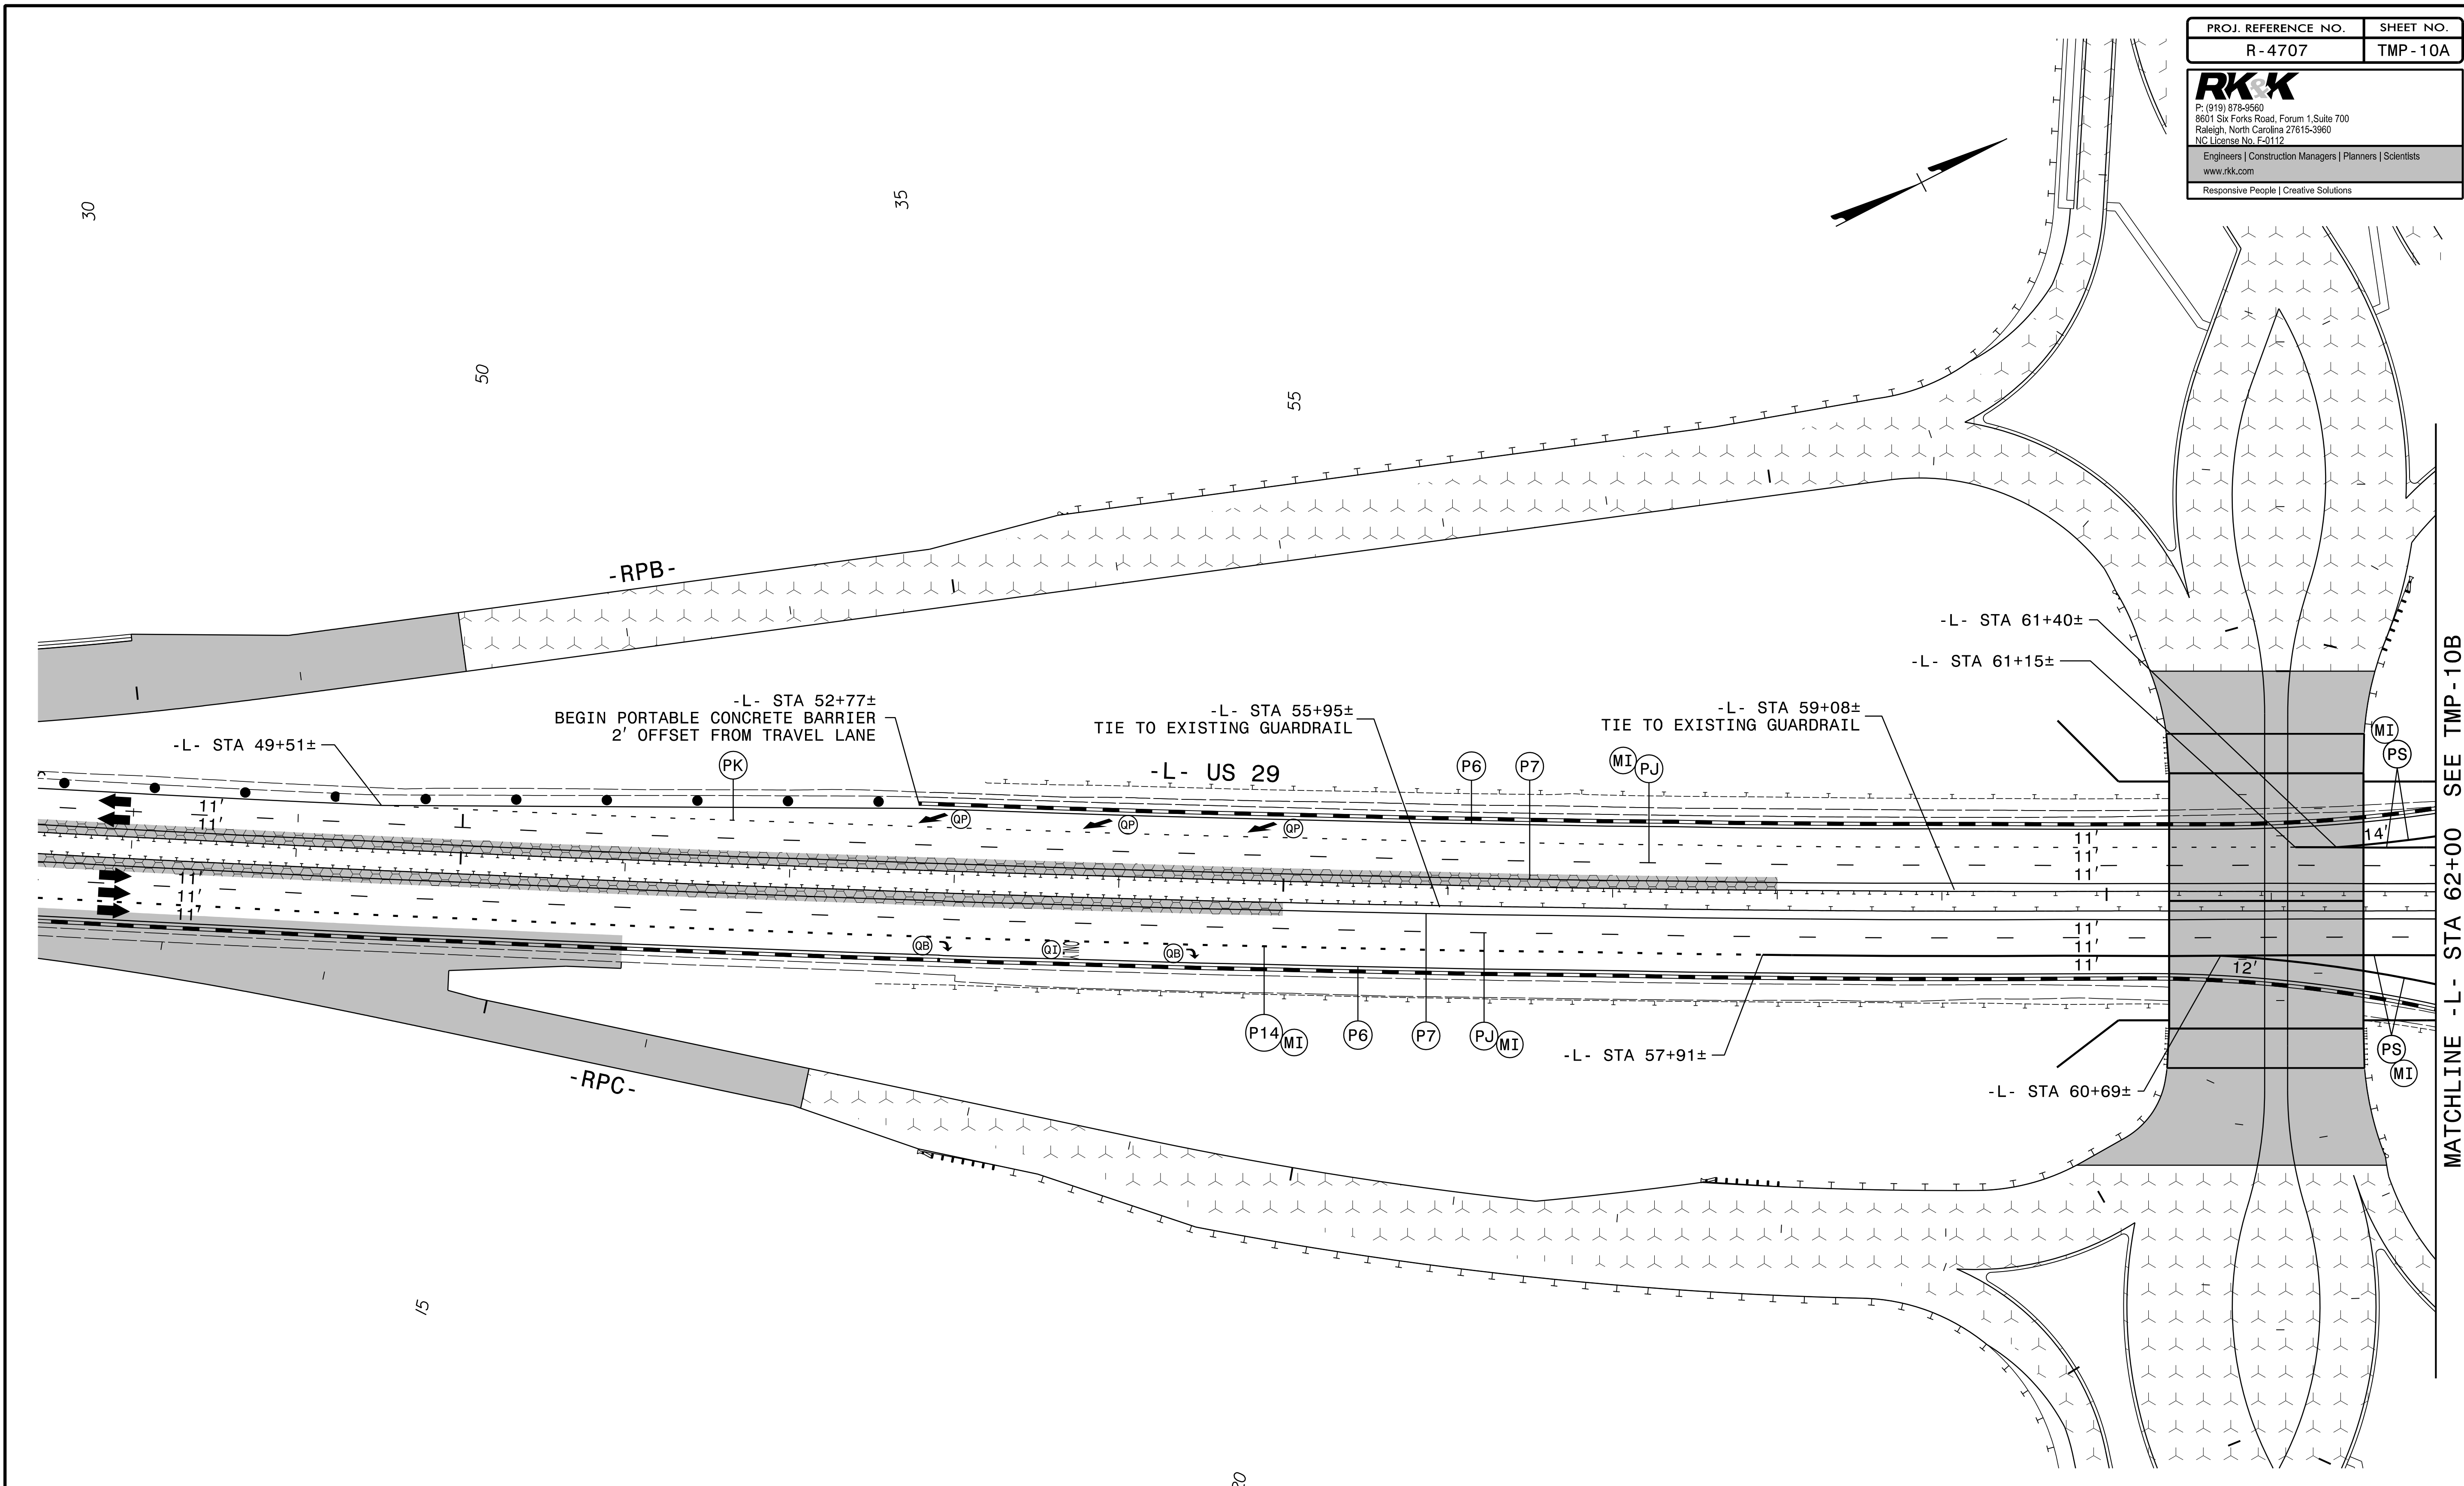 PROJ. REFERENCE NO.
SHEET NO.
R-4707
TMP-10A
RK&K
P: (919) 878-9560
8601 Six Forks Road, Forum 1, Suite 700
Raleigh, North Carolina 27615-3960
NC License No. F-0112
Engineers | Construction Managers | Planners | Scientists
www.rkk.com
Responsive People | Creative Solutions
30
35
50
55
-RPB-
-L- STA 61+40±
-L- STA 61+15±
-L- STA 52+77±
BEGIN PORTABLE CONCRETE BARRIER
2' OFFSET FROM TRAVEL LANE
-L- STA 55+95±
TIE TO EXISTING GUARDRAIL
-L- STA 59+08±
TIE TO EXISTING GUARDRAIL
-L- STA 49+51±
PK
-L- US 29
P6
P7
MI
PJ
MI
PS
11'
11'
QP
QP
QP
11'
11'
11'
14'
11'
11'
11'
QB
QI
ONLY
QB
11'
11'
11'
12'
P14
MI
P6
P7
PJ
MI
-L- STA 57+91±
PS
MI
-L- STA 60+69±
-RPC-
15
20
MATCHLINE -L- STA 62+00 SEE TMP-10B